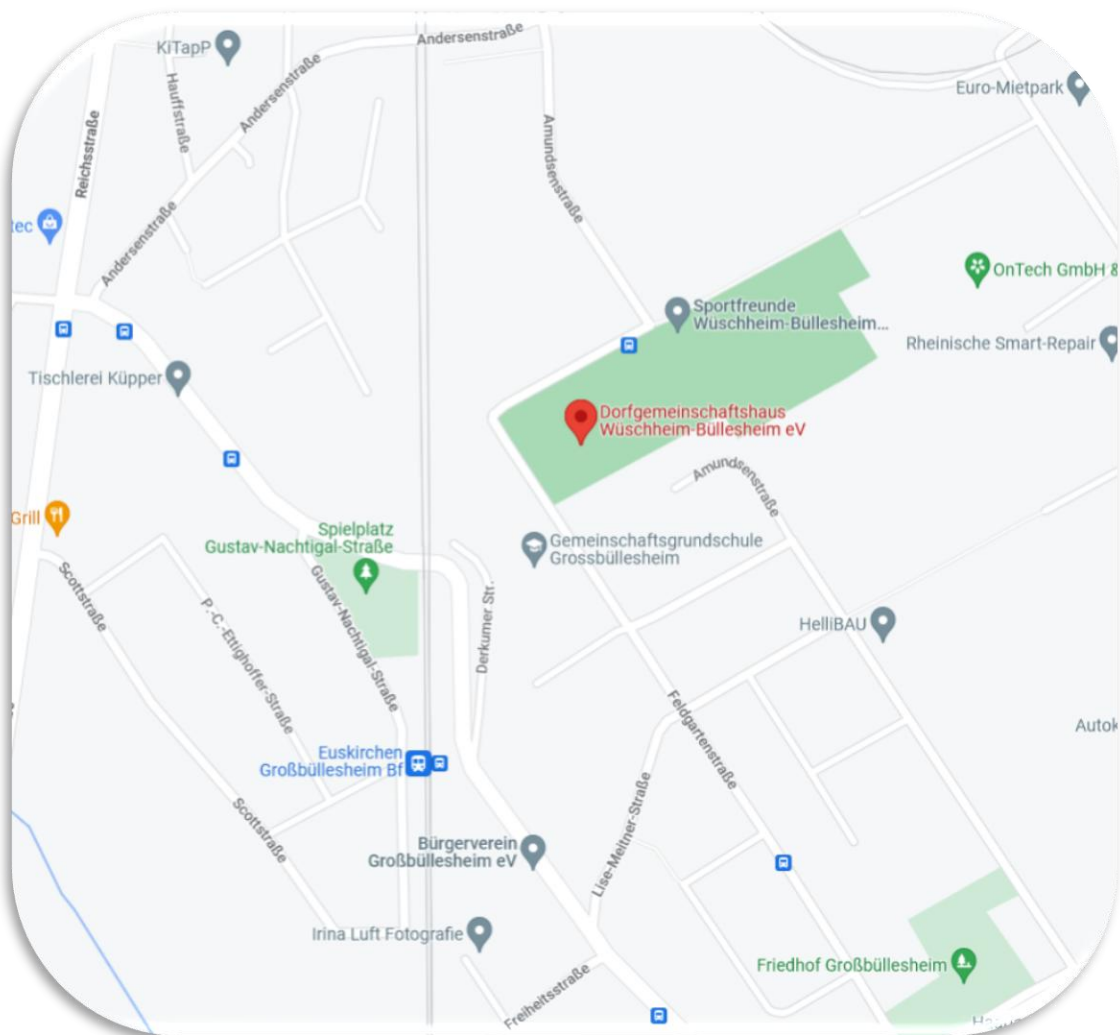 Andersenstraße
KiTapP
Hauffstraße
Andersenstraße
Euro-Mietpark
Reichsstraße
Amundsenstraße
tec
Andersenstraße
OnTech GmbH &
Sportfreunde
Wüschheim-Büllesheim...
Rheinische Smart-Repair
Tischlerei Küpper
Dorfgemeinschaftshaus
Wüschheim-Büllesheim eV
Amundsenstraße
Grill
Spielplatz
Gustav-Nachtigal-Straße
Gemeinschaftsgrundschule
Grossbüllesheim
Scottstraße
Gustav-Nachtigal-Straße
P.-C.-Ettighoffer-Straße
Derkumer Str.
HelliBAU
Feldgartenstraße
Autok
Euskirchen
Großbüllesheim Bf
Scottstraße
Lise-Meitner-Straße
Bürgerverein
Großbüllesheim eV
Irina Luft Fotografie
Friedhof Großbüllesheim
Freiheitsstraße